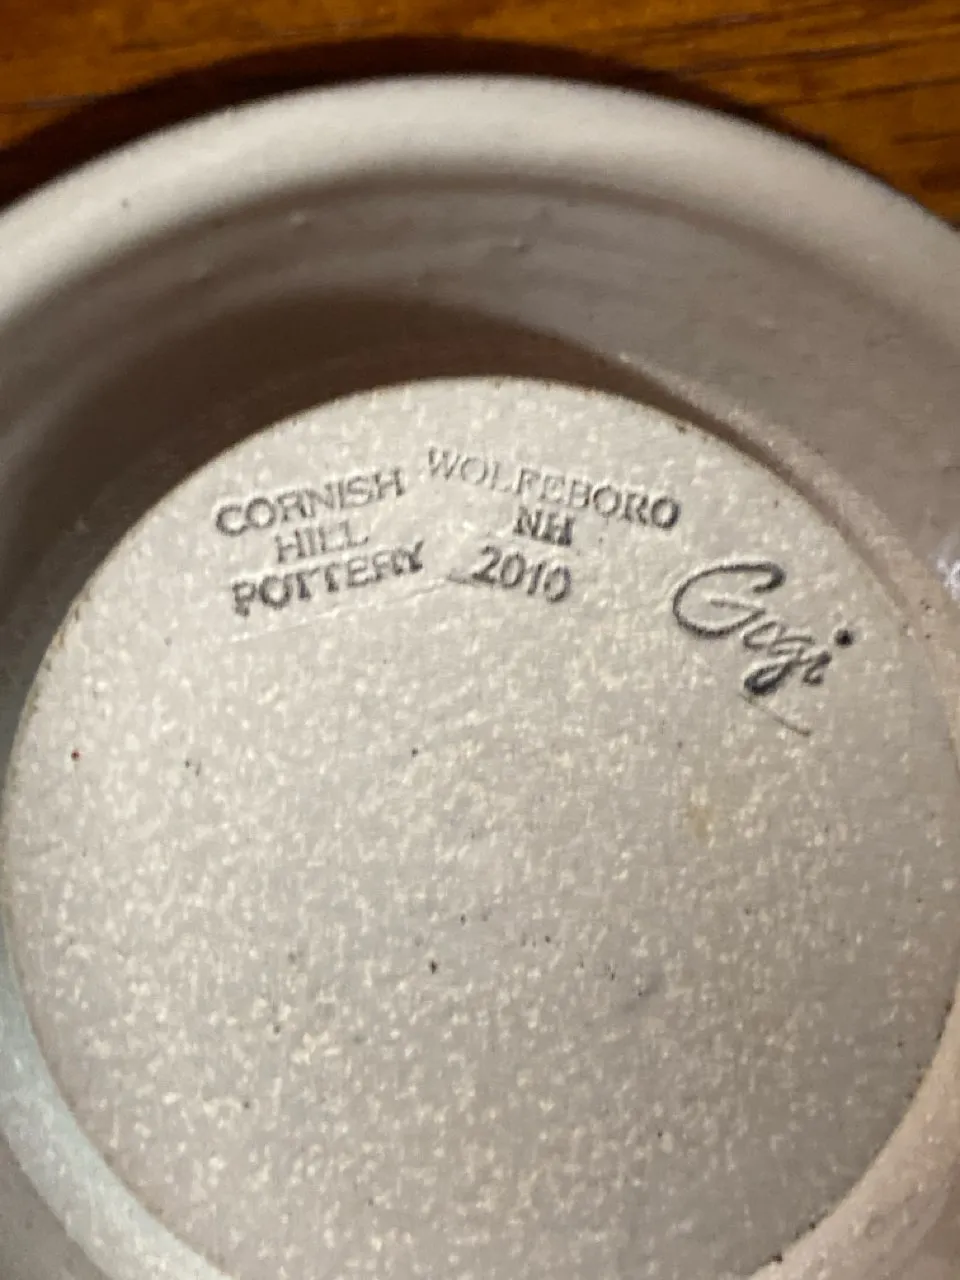 CORNISH
HILL
POTTERY
WOLFEBORO
NH
2010
Gogi